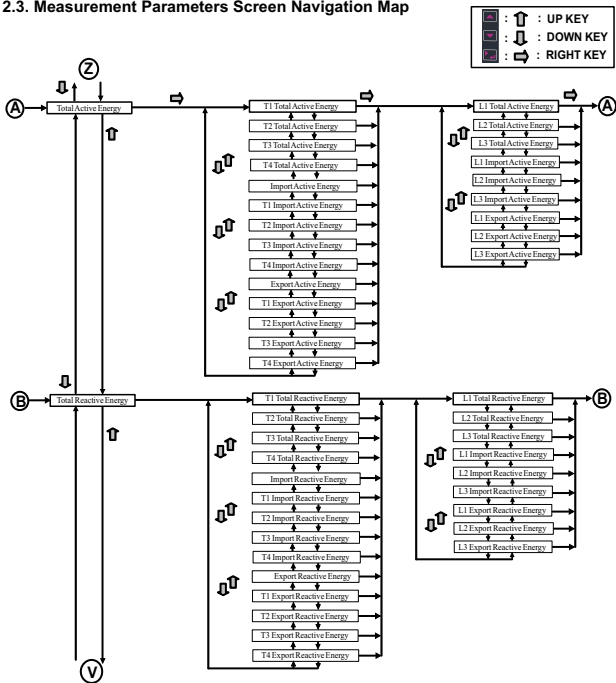 2.3. Measurement Parameters Screen Navigation Map
: : UP KEY
: : DOWN KEY
: : RIGHT KEY
Z
A
Total Active Energy
T1 Total Active Energy
T2 Total Active Energy
T3 Total Active Energy
T4 Total Active Energy
Import Active Energy
T1 Import Active Energy
T2 Import Active Energy
T3 Import Active Energy
T4 Import Active Energy
Export Active Energy
T1 Export Active Energy
T2 Export Active Energy
T3 Export Active Energy
T4 Export Active Energy
L1 Total Active Energy
L2 Total Active Energy
L3 Total Active Energy
L1 Import Active Energy
L2 Import Active Energy
L3 Import Active Energy
L1 Export Active Energy
L2 Export Active Energy
L3 Export Active Energy
A
B
Total Reactive Energy
T1 Total Reactive Energy
T2 Total Reactive Energy
T3 Total Reactive Energy
T4 Total Reactive Energy
Import Reactive Energy
T1 Import Reactive Energy
T2 Import Reactive Energy
T3 Import Reactive Energy
T4 Import Reactive Energy
Export Reactive Energy
T1 Export Reactive Energy
T2 Export Reactive Energy
T3 Export Reactive Energy
T4 Export Reactive Energy
L1 Total Reactive Energy
L2 Total Reactive Energy
L3 Total Reactive Energy
L1 Import Reactive Energy
L2 Import Reactive Energy
L3 Import Reactive Energy
L1 Export Reactive Energy
L2 Export Reactive Energy
L3 Export Reactive Energy
B
V